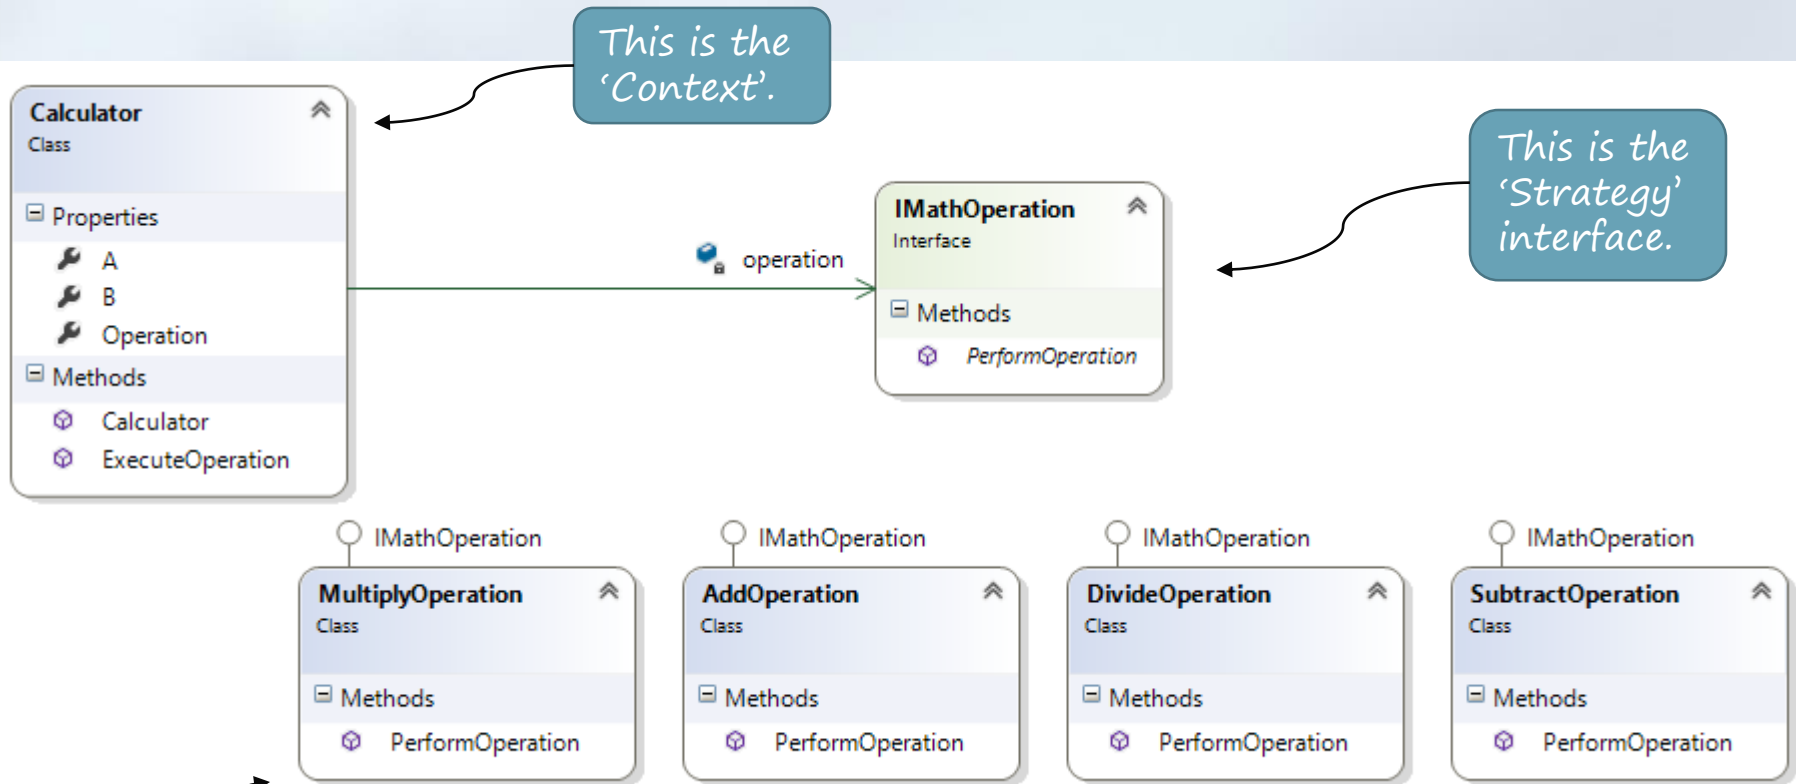 This is the
‘Context’.
Calculator
Class
Properties
A
B
Operation
Methods
Calculator
ExecuteOperation
operation
IMathOperation
Interface
Methods
PerformOperation
This is the
‘Strategy’
interface.
IMathOperation
MultiplyOperation
Class
Methods
PerformOperation
IMathOperation
AddOperation
Class
Methods
PerformOperation
IMathOperation
DivideOperation
Class
Methods
PerformOperation
IMathOperation
SubtractOperation
Class
Methods
PerformOperation